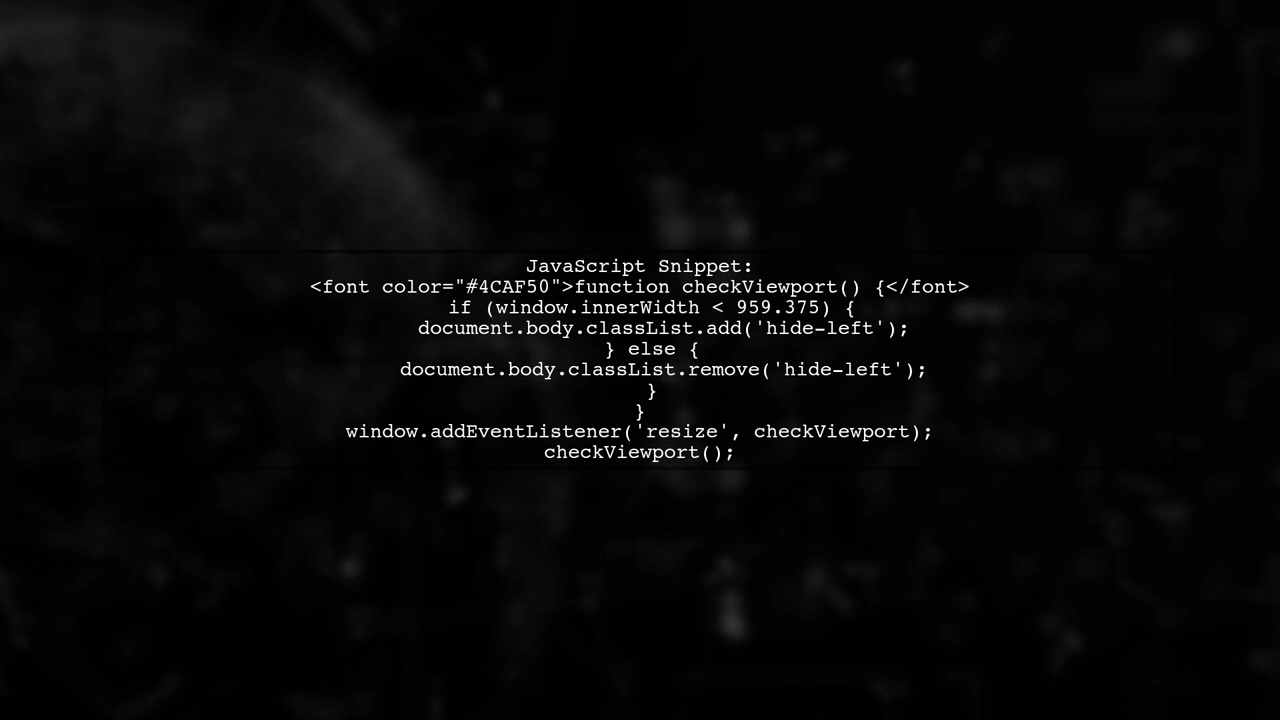 JavaScript Snippet:
<font color="#4CAF50">function checkViewport() {</font>
if (window.innerWidth < 959.375) {
document.body.classList.add('hide-left');
} else {
document.body.classList.remove('hide-left');
}
}
window.addEventListener('resize', checkViewport);
checkViewport();